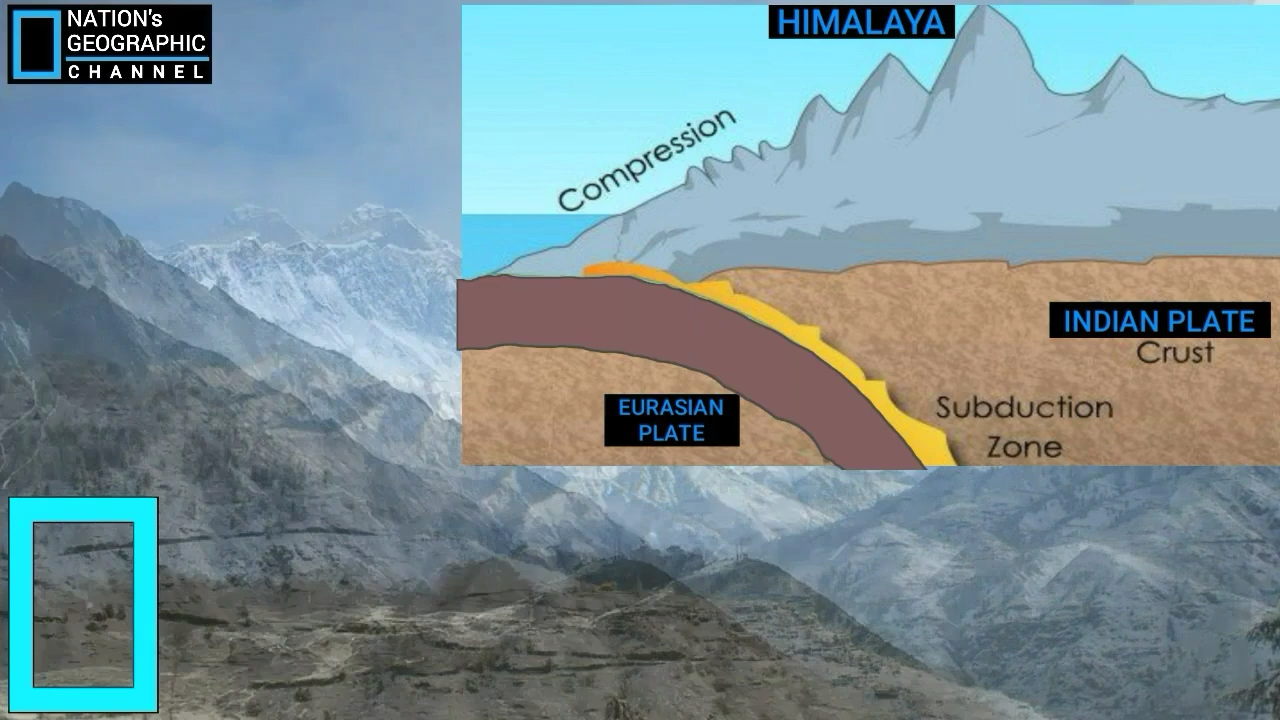 NATION's
GEOGRAPHIC
CHANNEL
HIMALAYA
Compression
INDIAN PLATE
Crust
EURASIAN
PLATE
Subduction
Zone